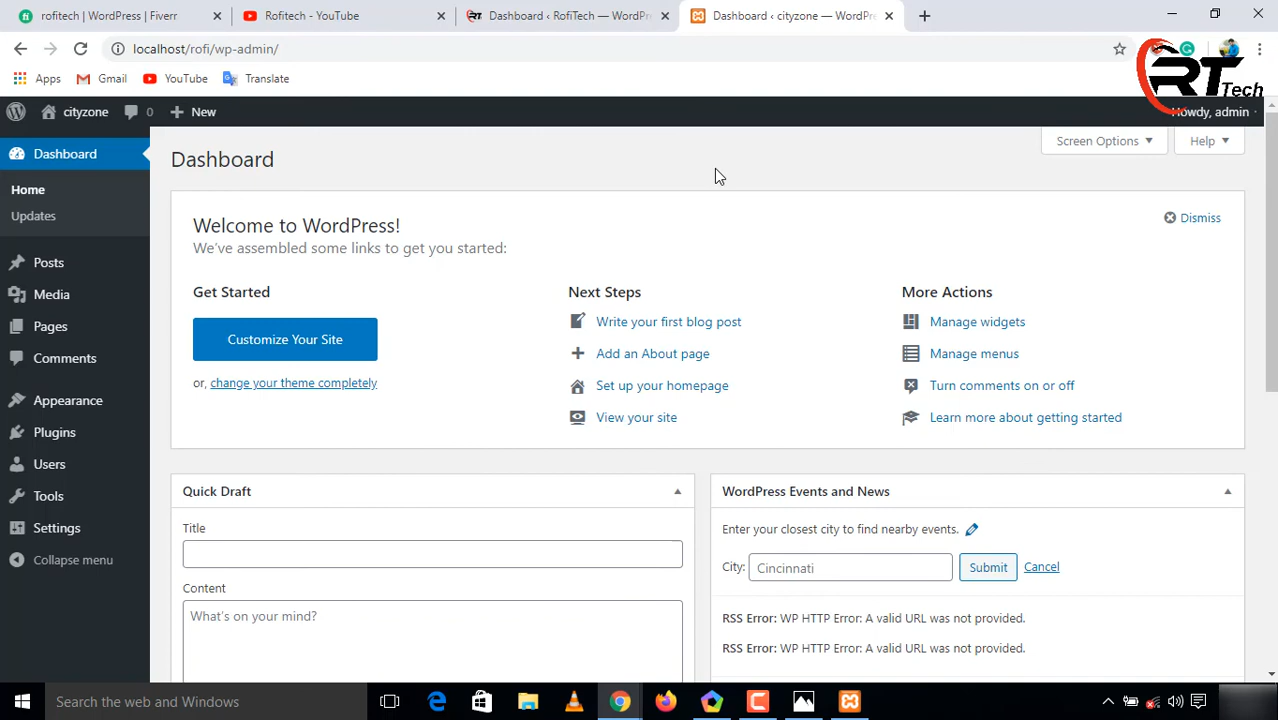 rofitech | WordPress | Fiverr
Rofitech - YouTube
Dashboard ‹ RofiTech — WordPr
Dashboard ‹ cityzone — WordPre
localhost/rofi/wp-admin/
Apps
Gmail
YouTube
Translate
RT Tech
cityzone
0
New
Howdy, admin
Dashboard
Home
Updates
Posts
Media
Pages
Comments
Appearance
Plugins
Users
Tools
Settings
Collapse menu
Dashboard
Screen Options
Help
Welcome to WordPress!
We've assembled some links to get you started:
Dismiss
Get Started
Customize Your Site
or, change your theme completely
Next Steps
Write your first blog post
Add an About page
Set up your homepage
View your site
More Actions
Manage widgets
Manage menus
Turn comments on or off
Learn more about getting started
Quick Draft
Title
Content
What's on your mind?
WordPress Events and News
Enter your closest city to find nearby events.
City: Cincinnati Submit Cancel
RSS Error: WP HTTP Error: A valid URL was not provided.
RSS Error: WP HTTP Error: A valid URL was not provided.
Search the web and Windows